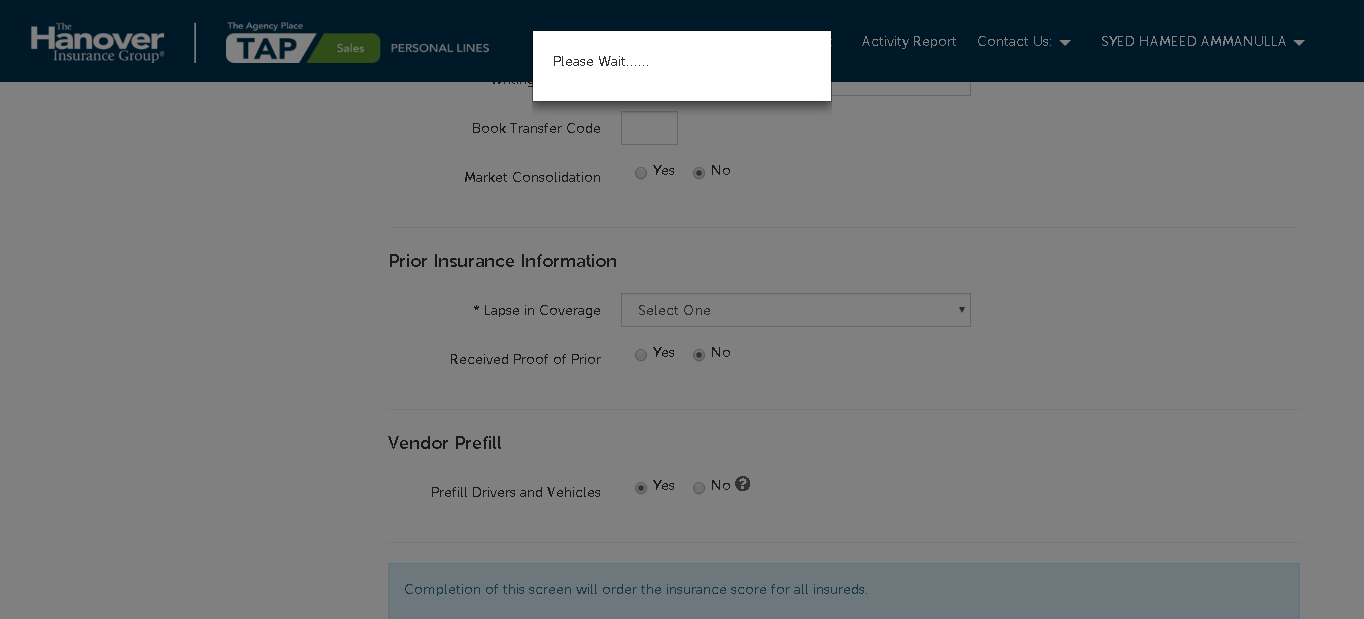 The Hanover Insurance Group®
The Agency Place
TAP Sales PERSONAL LINES
Activity Report
Contact Us:
SYED HAMEED AMMANULLA
Please Wait......
Book Transfer Code
Market Consolidation
Yes No
Prior Insurance Information
* Lapse in Coverage
Select One
Received Proof of Prior
Yes No
Vendor Prefill
Prefill Drivers and Vehicles
Yes No ?
Completion of this screen will order the insurance score for all insureds.